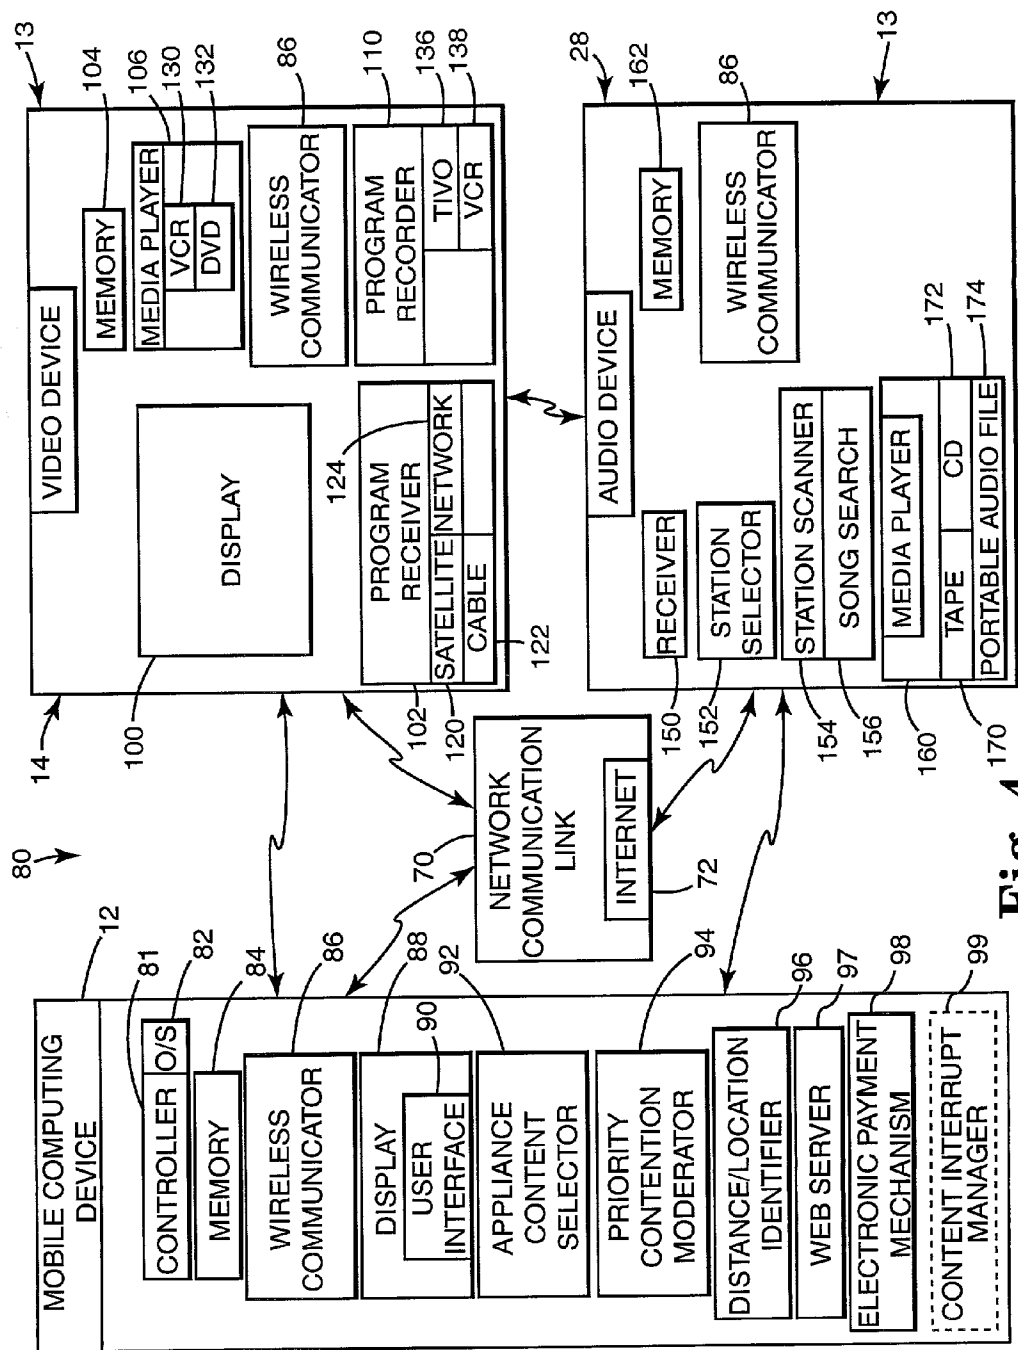 80
MOBILE COMPUTING
DEVICE
12
CONTROLLER O/S
81
82
MEMORY
84
WIRELESS
COMMUNICATOR
86
DISPLAY
88
USER
INTERFACE
90
APPLIANCE
CONTENT
SELECTOR
92
PRIORITY
CONTENTION
MODERATOR
94
DISTANCE/LOCATION
IDENTIFIER
96
WEB SERVER
97
ELECTRONIC PAYMENT
MECHANISM
98
CONTENT INTERRUPT
MANAGER
99
NETWORK
COMMUNICATION
LINK
70
INTERNET
72
VIDEO DEVICE
14
13
DISPLAY
100
MEMORY
104
MEDIA PLAYER
106
VCR
130
DVD
132
WIRELESS
COMMUNICATOR
86
PROGRAM
RECEIVER
102
SATELLITE NETWORK
120
124
CABLE
122
PROGRAM
RECORDER
110
TIVO
136
VCR
138
AUDIO DEVICE
28
13
RECEIVER
150
MEMORY
162
STATION
SELECTOR
152
WIRELESS
COMMUNICATOR
86
STATION SCANNER
154
SONG SEARCH
156
MEDIA PLAYER
160
TAPE CD
170
172
PORTABLE AUDIO FILE
174
Fig.